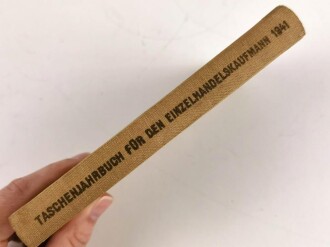 TASCHENJAHRBUCH FÜR DEN EINZELHANDELSKAUFMANN 1941